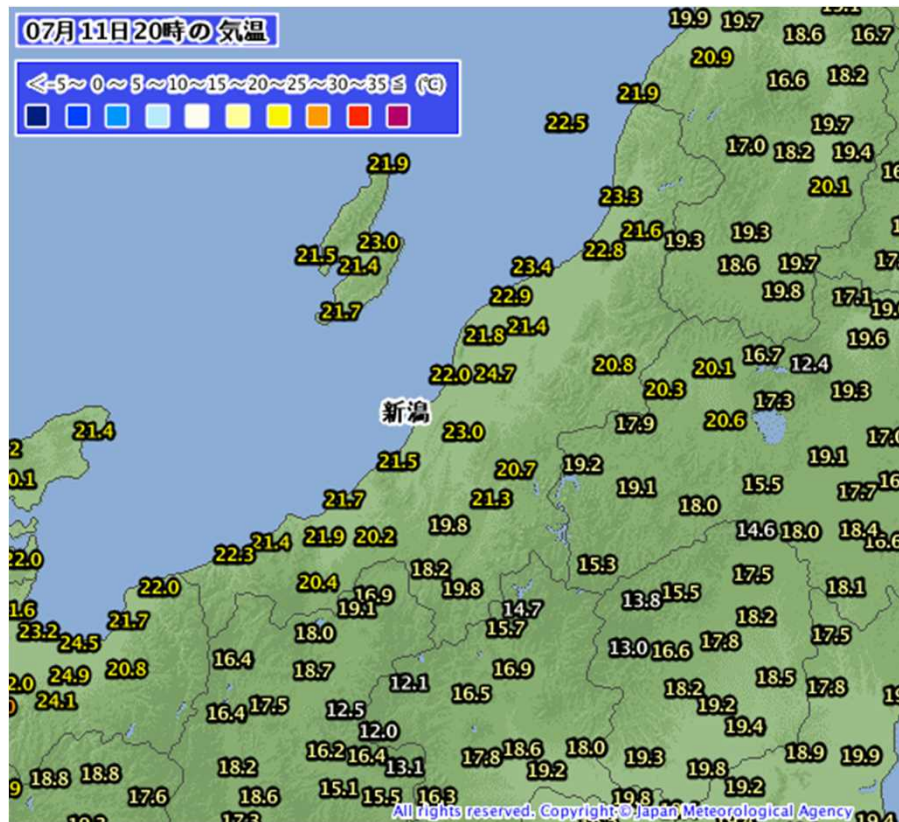 07月11日20時の 気温
<-5~ 0 ~ 5 ~10~15~20~25~30~35≦ (℃)
19.9 19.7 19.1
18.6 16.7
20.9
16.6 18.2
21.9
22.5 19.7
17.0 18.2 19.4
21.9
20.1
23.3
21.6 19.3 19.3
23.0 22.8
21.5 21.4 23.4 18.6 19.7
22.9 19.8 17.1
21.7
21.8 21.4 19.6
20.8 20.1 16.7 12.4
22.0 24.7
20.3 17.3 19.3
新潟
17.9 20.6
21.4 23.0
21.5 19.2 19.1
20.7
21.7 21.3 19.1 15.5 17.7
18.0
19.8
22.3 21.4 21.9 20.2 14.6 18.0 18.4
16.6
22.0 15.3
18.2
22.0 20.4 16.9 19.8 17.5 18.1
19.1 14.7 13.8 15.5
21.7 18.2
23.2 24.5 18.0 15.7 17.5
13.0 16.6 17.8
20.8 16.4 18.7 16.9
24.9 12.1 18.5
24.1 16.5 18.2 17.8
16.4 17.5 12.5 19.2
12.0 19.4
16.2 16.4 17.8 18.6 18.0 19.3 18.9 19.9
18.8 18.8 18.2 13.1 19.2 19.8
17.6 18.6 15.1 15.5 16.3 19.8 19.2
All rights reserved. Copyright © Japan Meteorological Agency